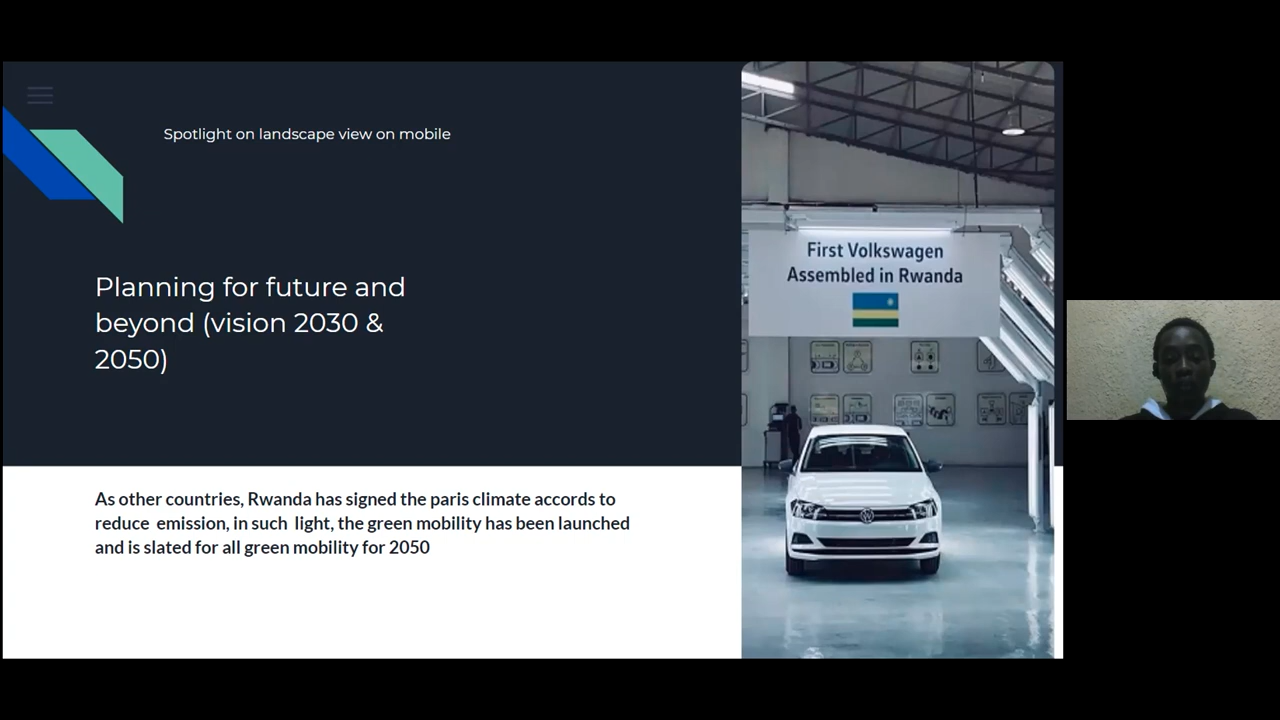 Spotlight on landscape view on mobile
Planning for future and
beyond (vision 2030 &
2050)
As other countries, Rwanda has signed the paris climate accords to
reduce emission, in such light, the green mobility has been launched
and is slated for all green mobility for 2050
First Volkswagen
Assembled in Rwanda